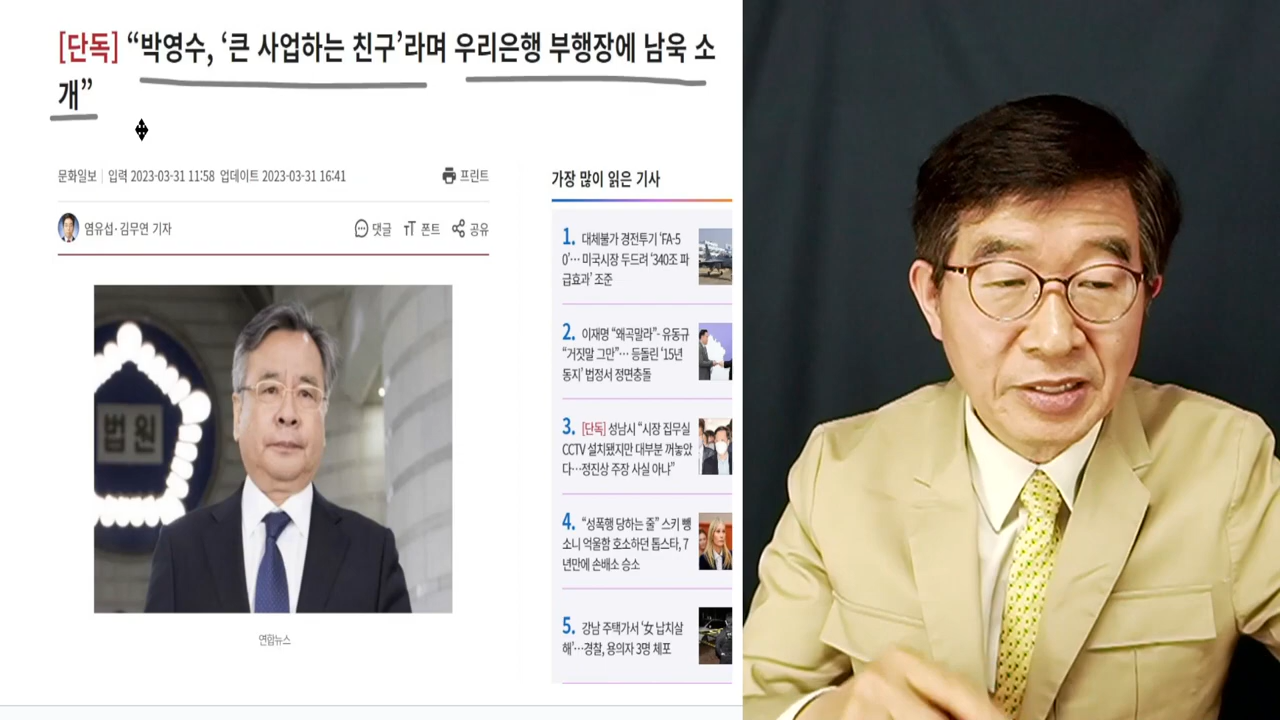 [단독] “박영수, ‘큰 사업하는 친구’라며 우리은행 부행장에 남욱 소
개”
문화일보 | 입력 2023-03-31 11:58 업데이트 2023-03-31 16:41
프린트
염유섭·김무연 기자
댓글 TT 폰트 공유
법원
연합뉴스
가장 많이 읽은 기사
1. 대체불가 경전투기 ‘FA-5
0’… 미국시장 두드려 ‘340조 파
급효과’ 조준
2. 이재명 “왜곡말라”- 유동규
“거짓말 그만”… 등돌린 ‘15년
동지’ 법정서 정면충돌
3. [단독] 성남시 “시장 집무실
CCTV 설치됐지만 대부분 꺼놓았
다…정진상 주장 사실 아냐”
4. “성폭행 당하는 줄” 스키 뺑
소니 억울함 호소하던 톱스타, 7
년만에 손배소 승소
5. 강남 주택가서 ‘女 납치살
해’…경찰, 용의자 3명 체포